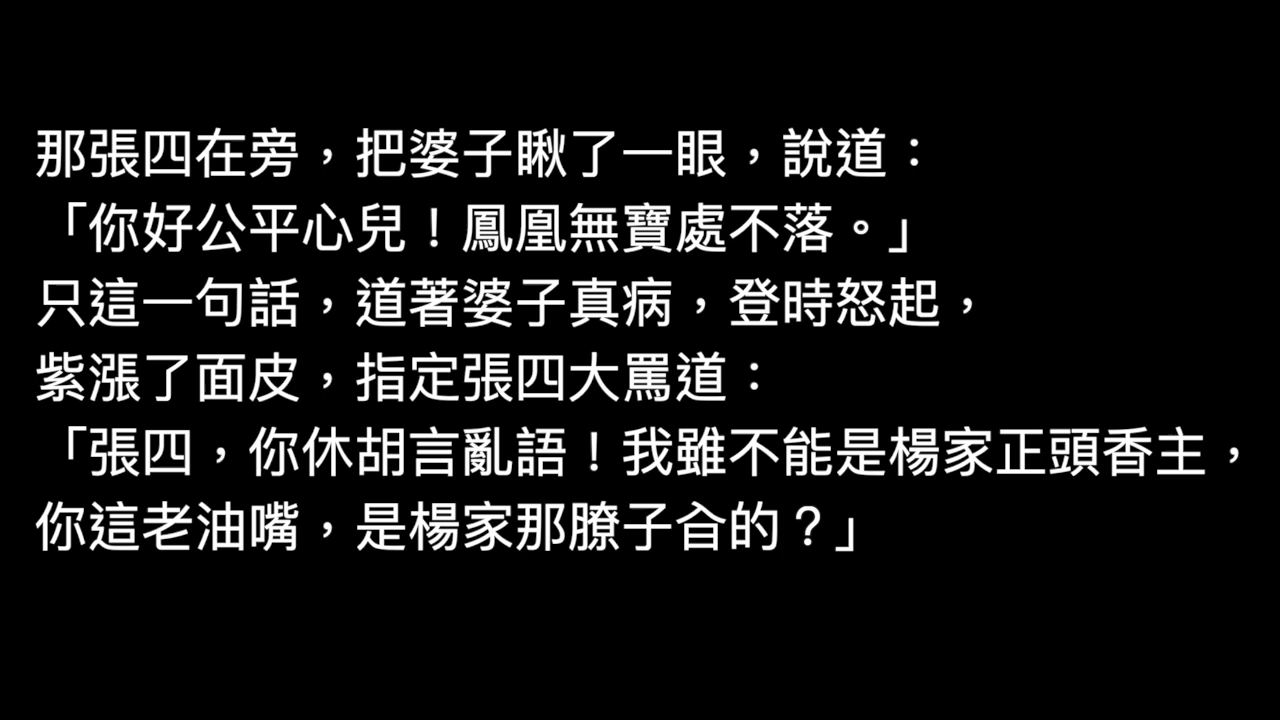 那張四在旁，把婆子瞅了一眼，說道：
「你好公平心兒！鳳凰無寶處不落。」
只這一句話，道著婆子真病，登時怒起，
紫漲了面皮，指定張四大罵道：
「張四，你休胡言亂語！我雖不能是楊家正頭香主，
你這老油嘴，是楊家那膫子㒲的？」